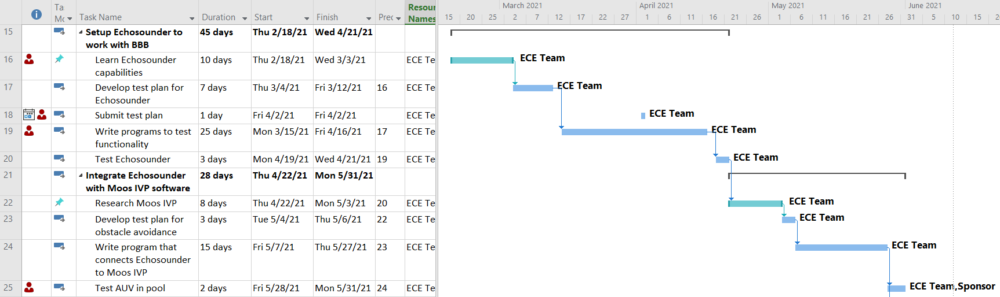 March 2021 April 2021 May 2021 June 2021
Ta Mo Task Name Duration Start Finish Prec Resour Names 15 20 25 2 7 12 17 22 27 1 6 11 16 21 26 1 6 11 16 21 26 31 5 10 15 20
15 Setup Echosounder to 45 days Thu 2/18/21 Wed 4/21/21
work with BBB
16 Learn Echosounder 10 days Thu 2/18/21 Wed 3/3/21 ECE Te ECE Team
capabilities
17 Develop test plan for 7 days Thu 3/4/21 Fri 3/12/21 16 ECE Te ECE Team
Echosounder
18 Submit test plan 1 day Fri 4/2/21 Fri 4/2/21 ECE Te ECE Team
19 Write programs to test 25 days Mon 3/15/21 Fri 4/16/21 17 ECE Te ECE Team
functionality
20 Test Echosounder 3 days Mon 4/19/21 Wed 4/21/21 19 ECE Te ECE Team
21 Integrate Echosounder 28 days Thu 4/22/21 Mon 5/31/21
with Moos IVP software
22 Research Moos IVP 8 days Thu 4/22/21 Mon 5/3/21 20 ECE Te ECE Team
23 Develop test plan for 3 days Tue 5/4/21 Thu 5/6/21 22 ECE Te ECE Team
obstacle avoidance
24 Write program that 15 days Fri 5/7/21 Thu 5/27/21 23 ECE Te ECE Team
connects Echosounder
to Moos IVP
25 Test AUV in pool 2 days Fri 5/28/21 Mon 5/31/21 24 ECE Te ECE Team,Sponsor